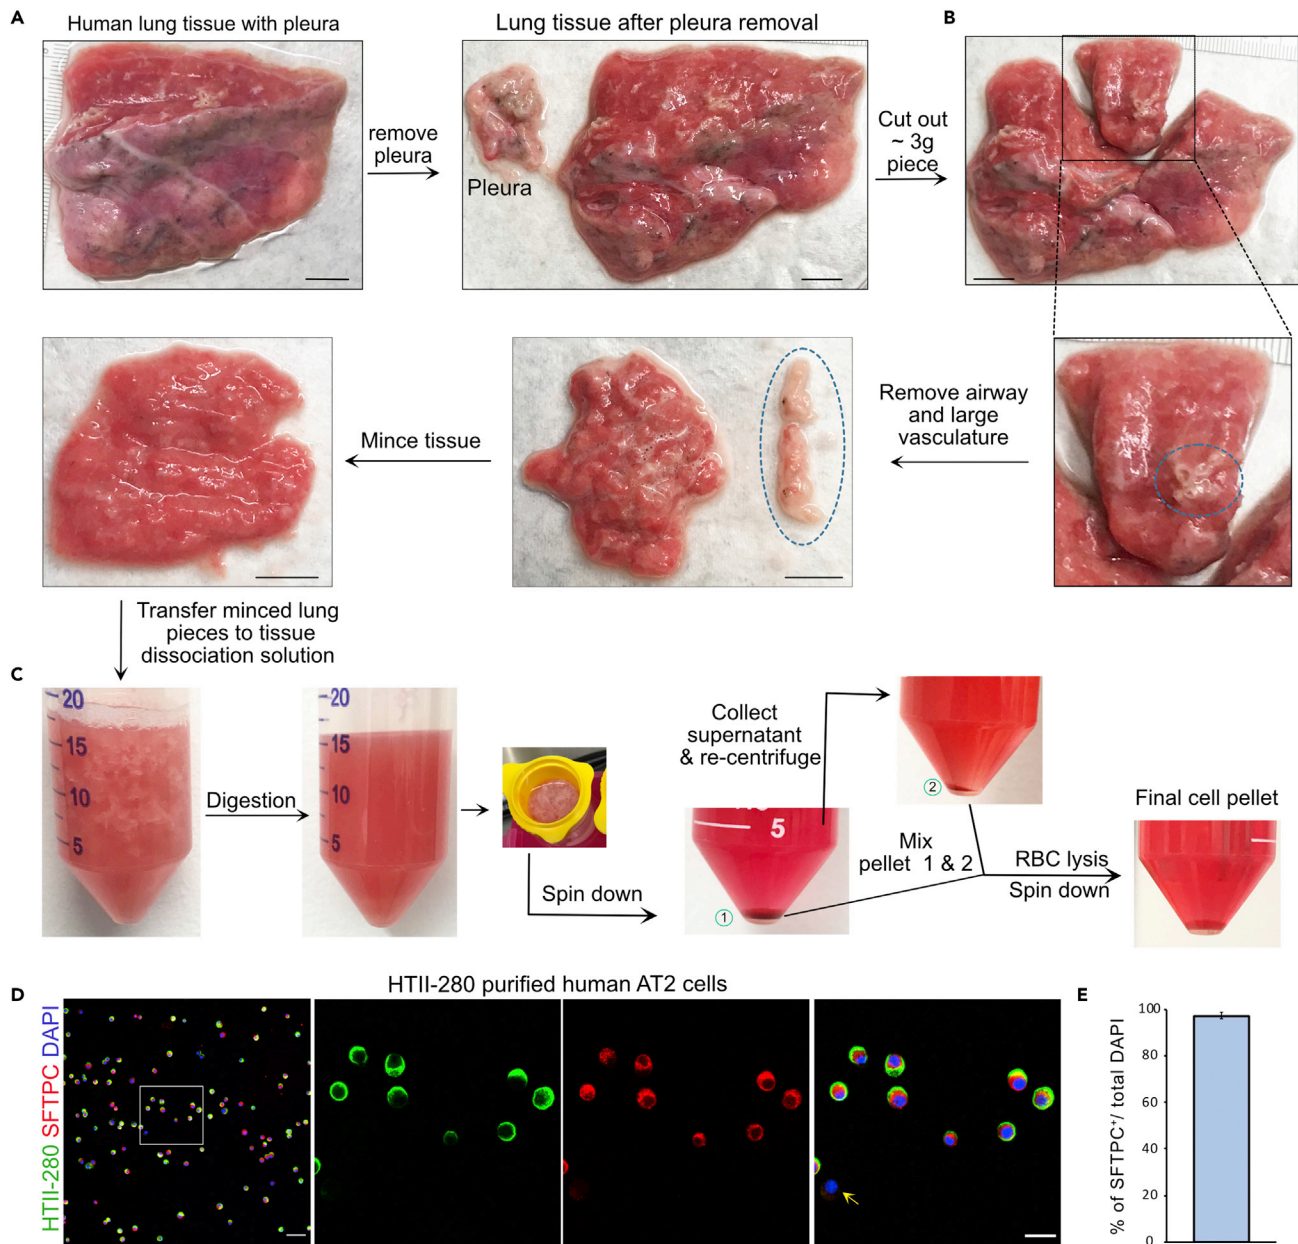 A
Human lung tissue with pleura
Lung tissue after pleura removal
B
remove
pleura
Pleura
Cut out
~ 3g
piece
Mince tissue
Remove airway
and large
vasculature
Transfer minced lung
pieces to tissue
dissociation solution
C
20
15
10
5
Digestion
20
15
10
5
Spin down
Collect
supernatant
& re-centrifuge
5
1
2
Mix
pellet 1 & 2
RBC lysis
Spin down
Final cell pellet
D
HTII-280 purified human AT2 cells
HTII-280 SFTPC DAPI
E
% of SFTPC⁺/ total DAPI
100
80
60
40
20
0